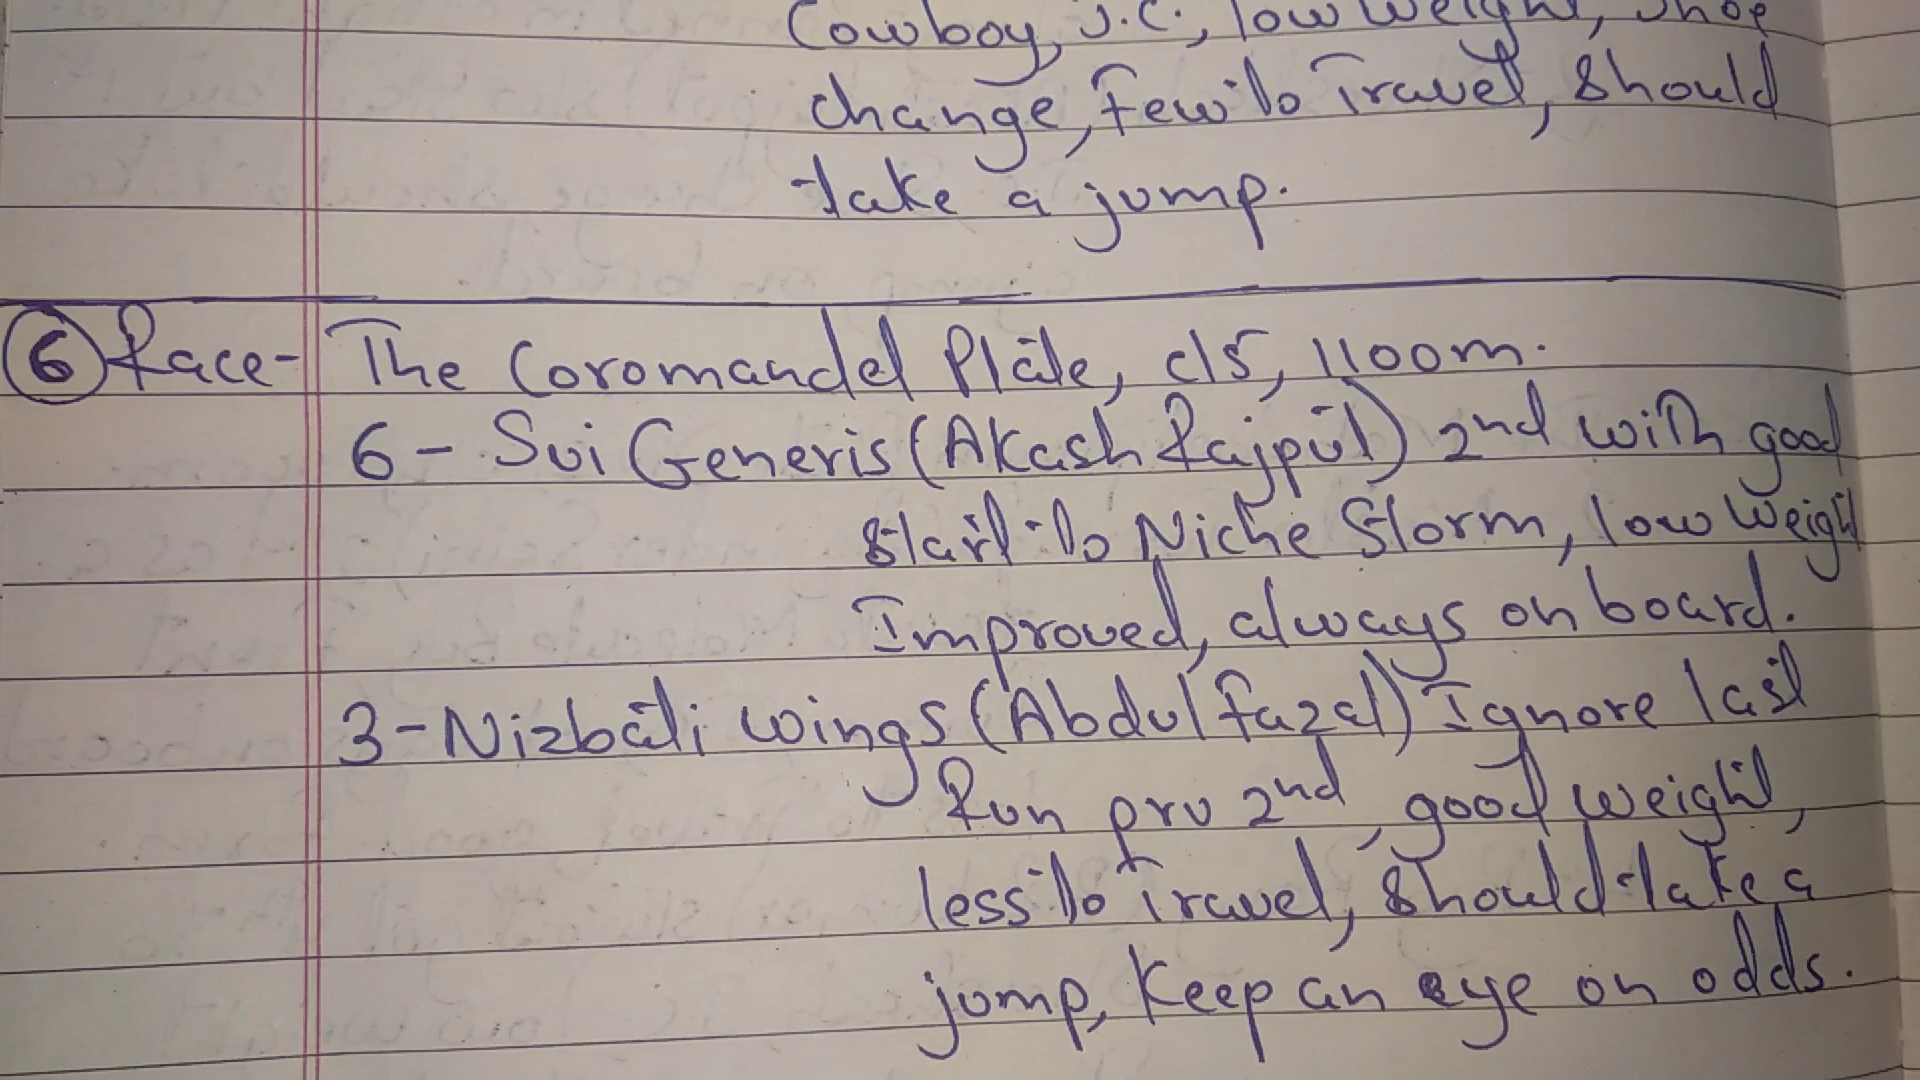 Cowboy, J.C., low weight, Shoe
change, Few to Travel, Should
take a jump.
6 Race- The Coromandel Plate, cl5, 1100m.
6- Sui Generis (Akash Rajput) 2nd with good
start to Niche Storm, low weight
Improved, always on board.
3-Nizbati wings (Abdul Fazal) Ignore last
Run prv 2nd, good weight,
less to Travel, Should take a
jump, Keep an eye on odds.